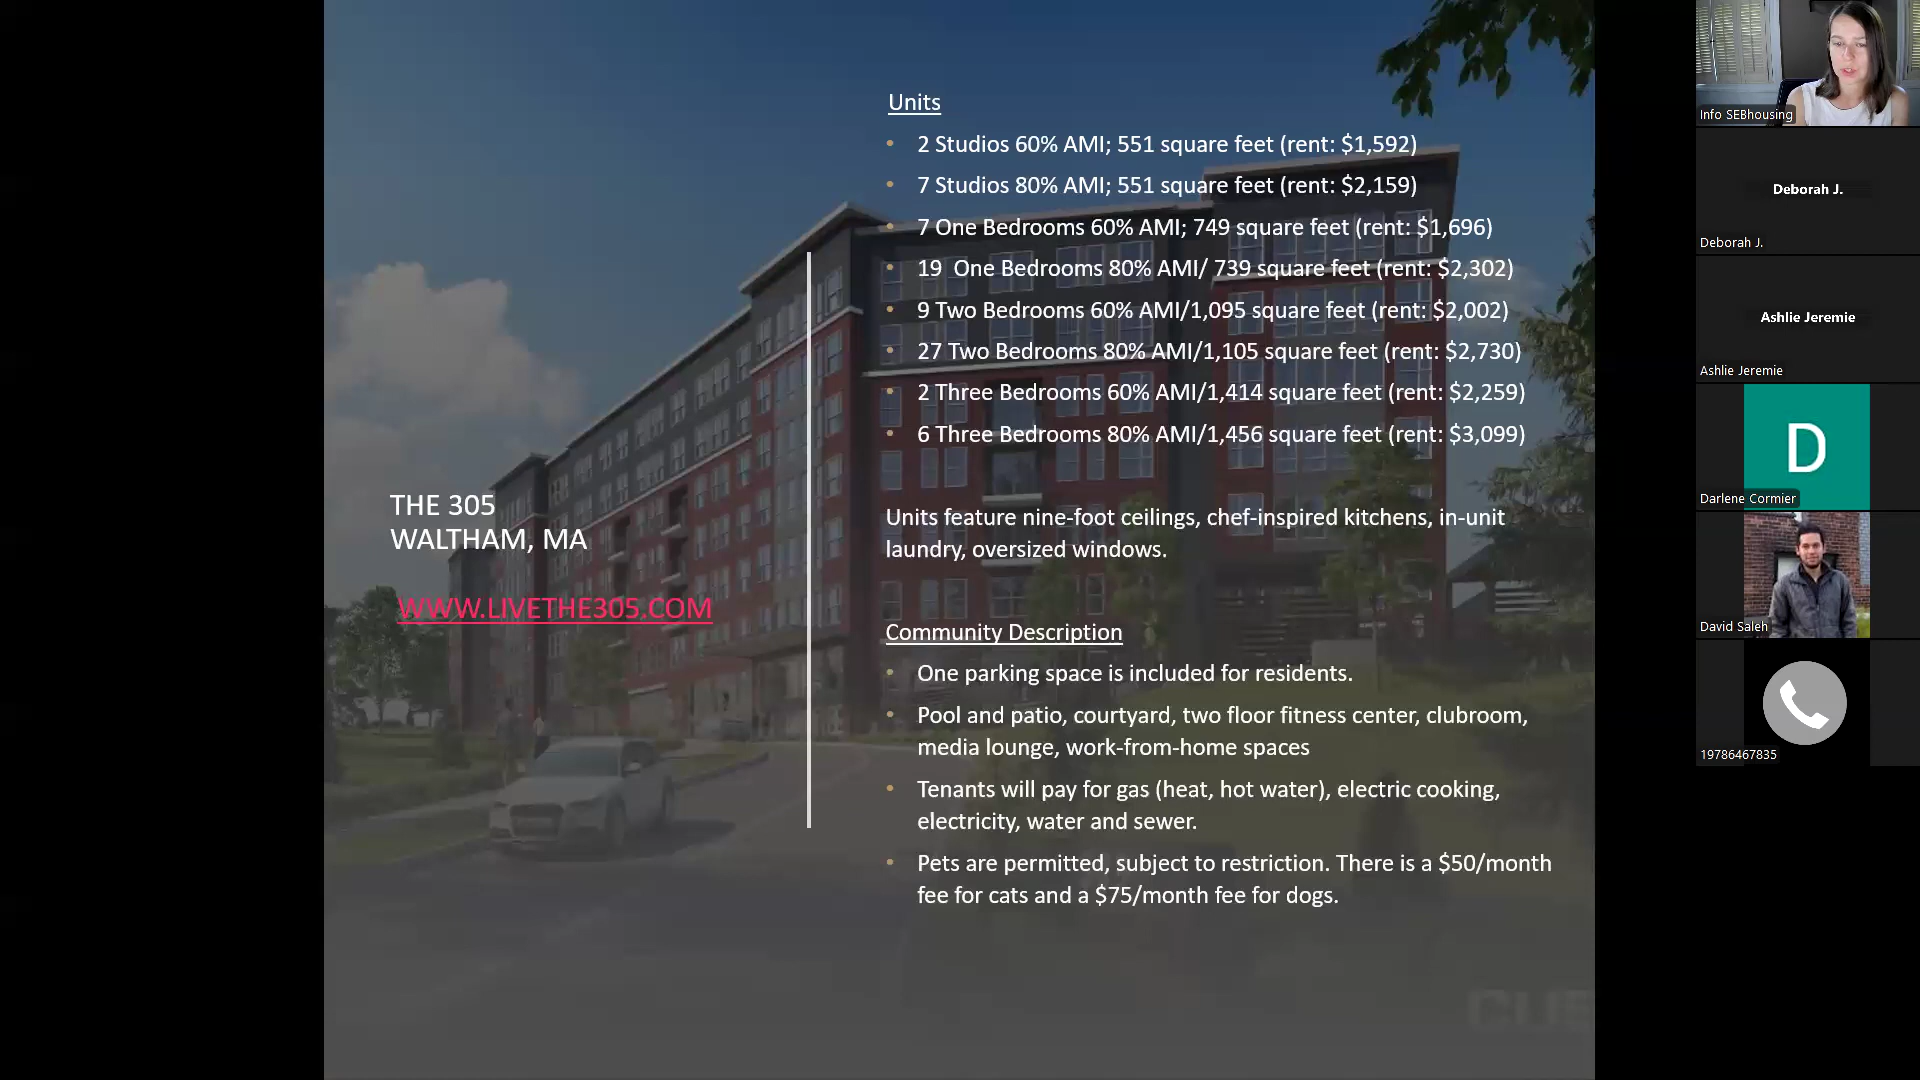 Units
• 2 Studios 60% AMI; 551 square feet (rent: $1,592)
• 7 Studios 80% AMI; 551 square feet (rent: $2,159)
• 7 One Bedrooms 60% AMI; 749 square feet (rent: $1,696)
• 19 One Bedrooms 80% AMI/ 739 square feet (rent: $2,302)
• 9 Two Bedrooms 60% AMI/1,095 square feet (rent: $2,002)
• 27 Two Bedrooms 80% AMI/1,105 square feet (rent: $2,730)
• 2 Three Bedrooms 60% AMI/1,414 square feet (rent: $2,259)
• 6 Three Bedrooms 80% AMI/1,456 square feet (rent: $3,099)
THE 305
WALTHAM, MA
WWW.LIVETHE305.COM
Units feature nine-foot ceilings, chef-inspired kitchens, in-unit
laundry, oversized windows.
Community Description
• One parking space is included for residents.
• Pool and patio, courtyard, two floor fitness center, clubroom,
media lounge, work-from-home spaces
• Tenants will pay for gas (heat, hot water), electric cooking,
electricity, water and sewer.
• Pets are permitted, subject to restriction. There is a $50/month
fee for cats and a $75/month fee for dogs.
Info SEBhousing
Deborah J.
Deborah J.
Ashlie Jeremie
Ashlie Jeremie
D
Darlene Cormier
David Saleh
19786467835